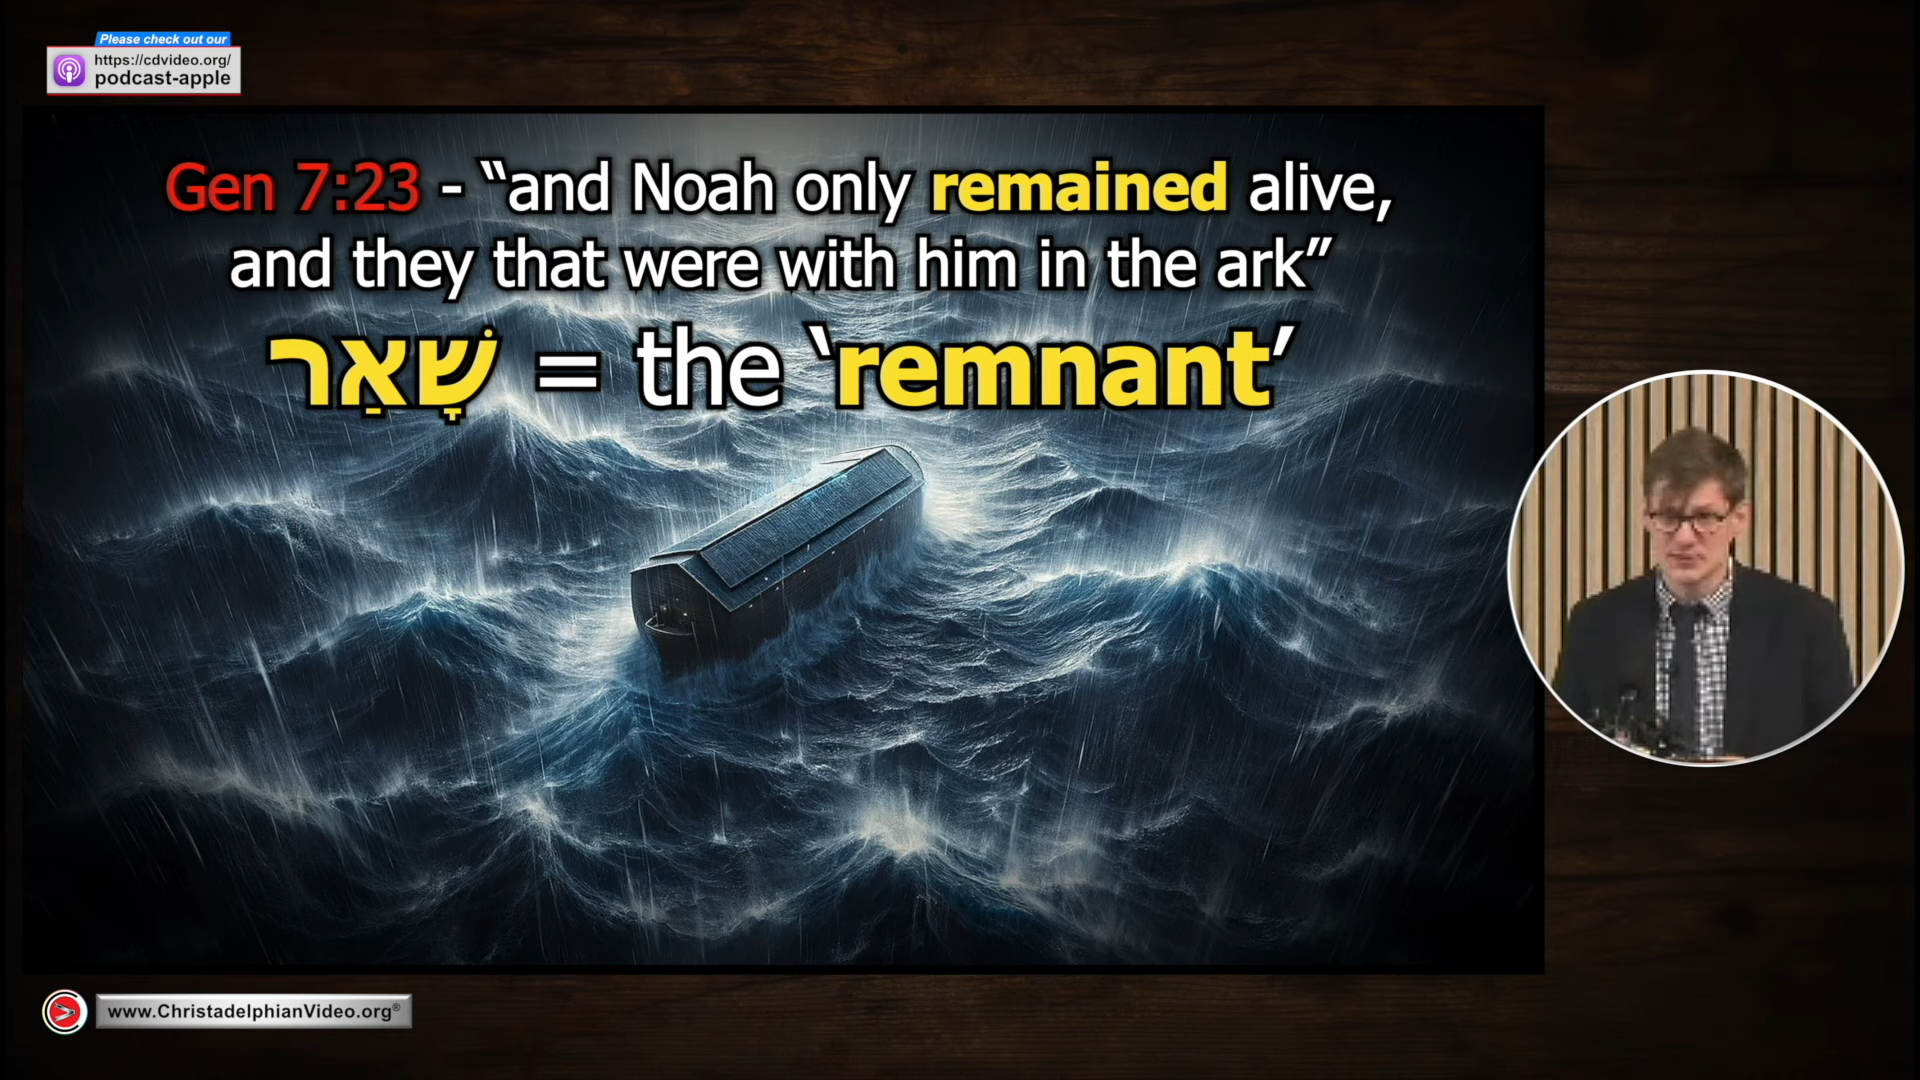 Please check out our
https://cdvideo.org/
podcast-apple
Gen 7:23 - “and Noah only remained alive,
and they that were with him in the ark”
שָׁאַר = the ‘remnant’
www.ChristadelphianVideo.org®